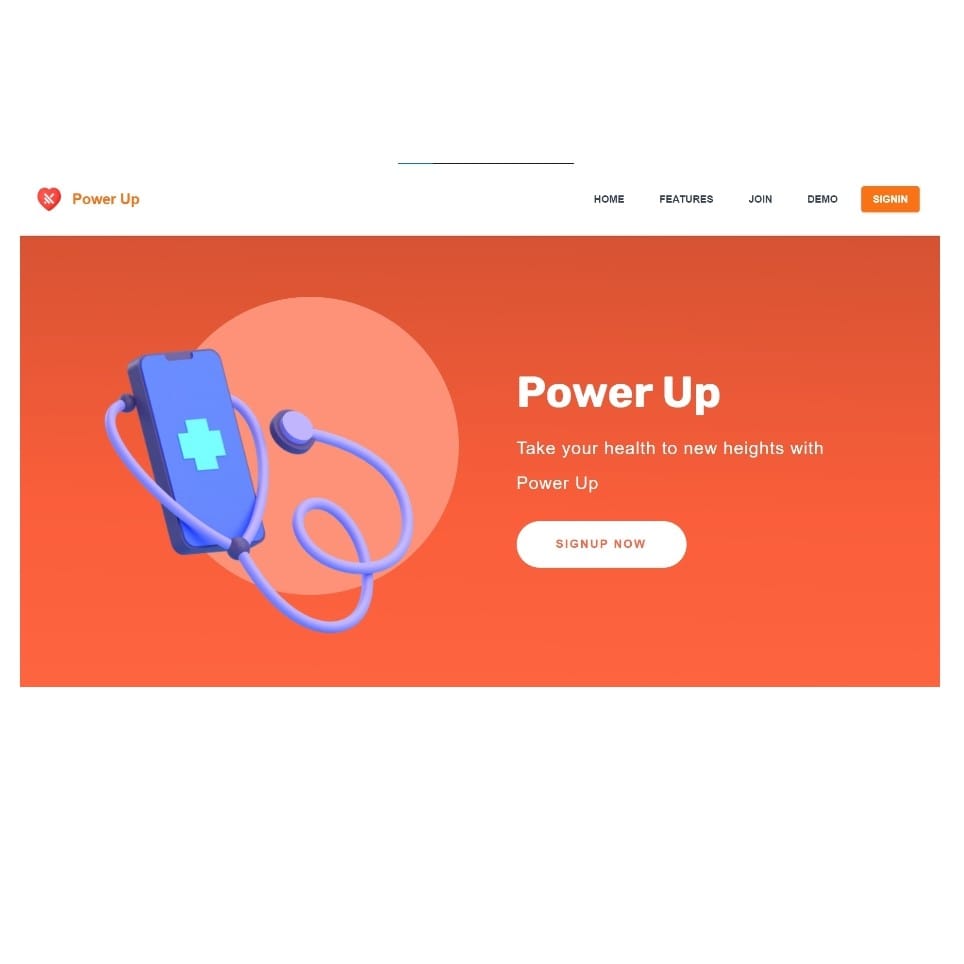 Power Up
HOME FEATURES JOIN DEMO SIGNIN
Power Up
Take your health to new heights with
Power Up
SIGNUP NOW